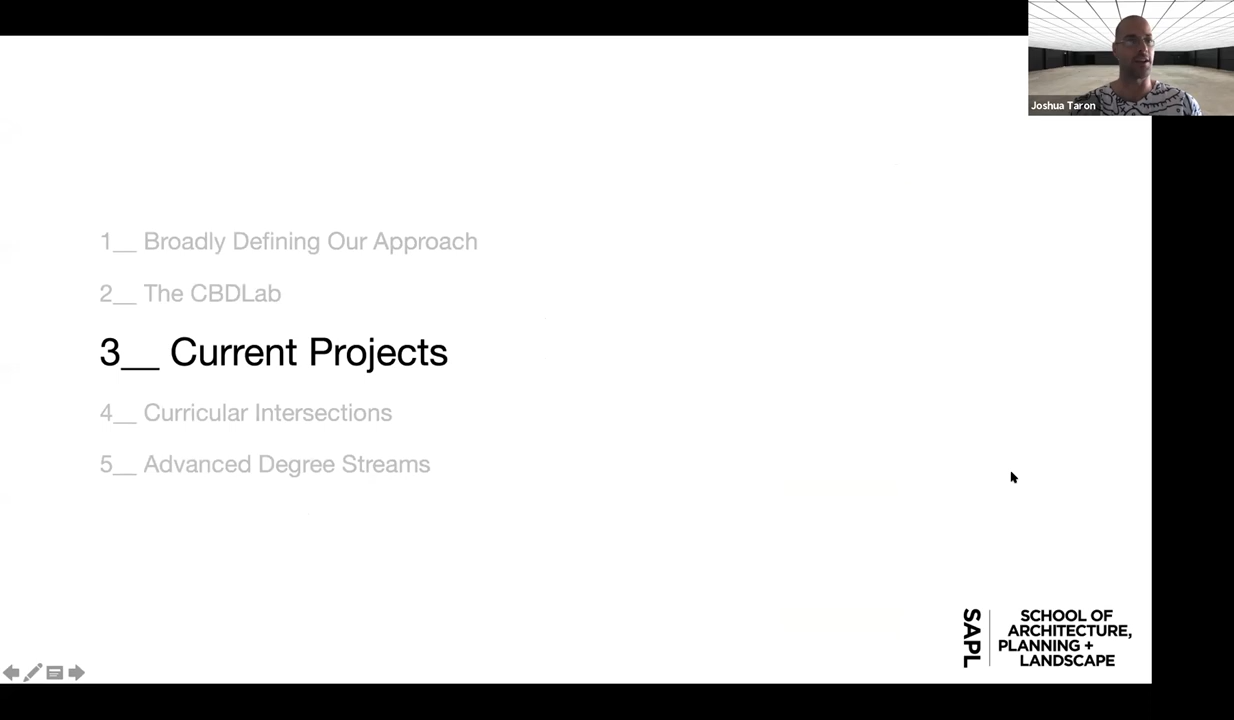 Joshua Taron
1__ Broadly Defining Our Approach
2__ The CBDLab
3__ Current Projects
4__ Curricular Intersections
5__ Advanced Degree Streams
SAPL
SCHOOL OF
ARCHITECTURE,
PLANNING +
LANDSCAPE